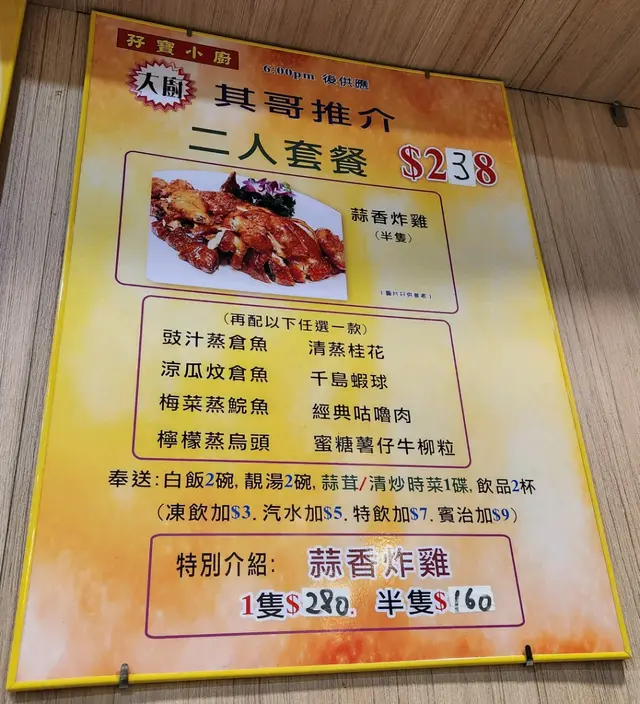 孖寶小廚
6:00pm 後供應
大廚
其哥推介
二人套餐 $238
蒜香炸雞
(半隻)
(圖片只供參考)
(再配以下任選一款)
豉汁蒸倉魚 清蒸桂花
涼瓜炆倉魚 千島蝦球
梅菜蒸鯇魚 經典咕嚕肉
檸檬蒸烏頭 蜜糖薯仔牛柳粒
奉送:白飯2碗, 靚湯2碗, 蒜茸/清炒時菜1碟, 飲品2杯
(凍飲加$3. 汽水加$5. 特飲加$7. 賓治加$9)
特別介紹: 蒜香炸雞
1隻$280. 半隻$160